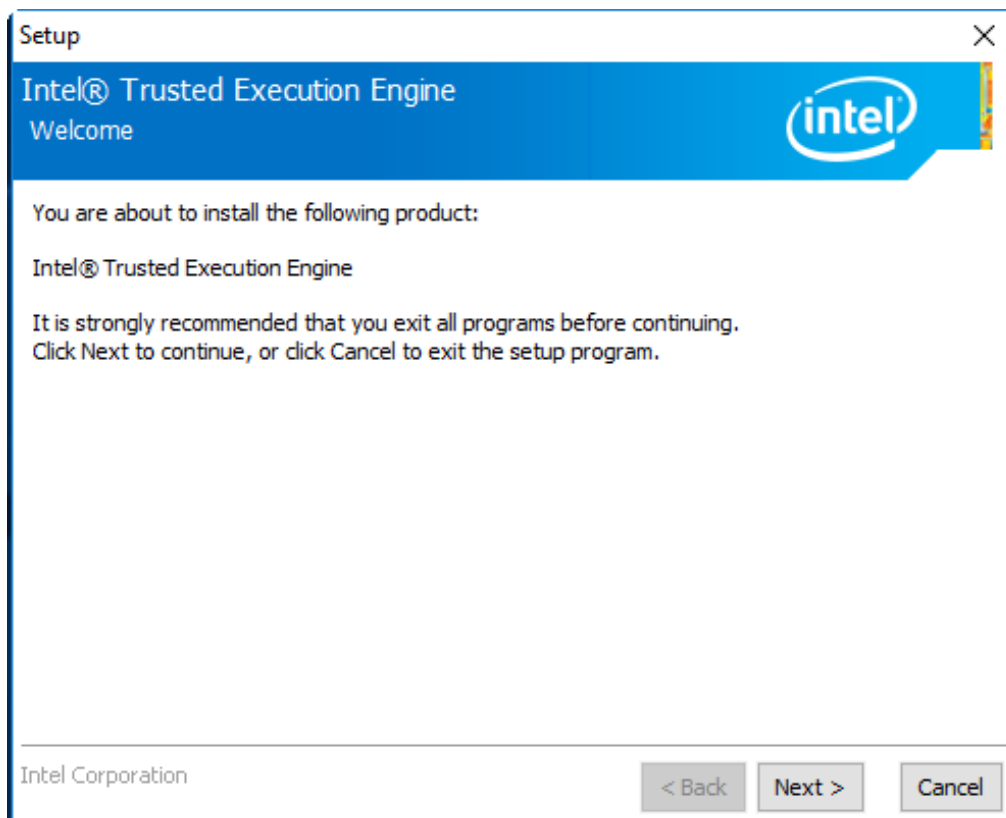 Setup
Intel® Trusted Execution Engine
Welcome
intel
You are about to install the following product:
Intel® Trusted Execution Engine
It is strongly recommended that you exit all programs before continuing.
Click Next to continue, or click Cancel to exit the setup program.
Intel Corporation
< Back Next > Cancel